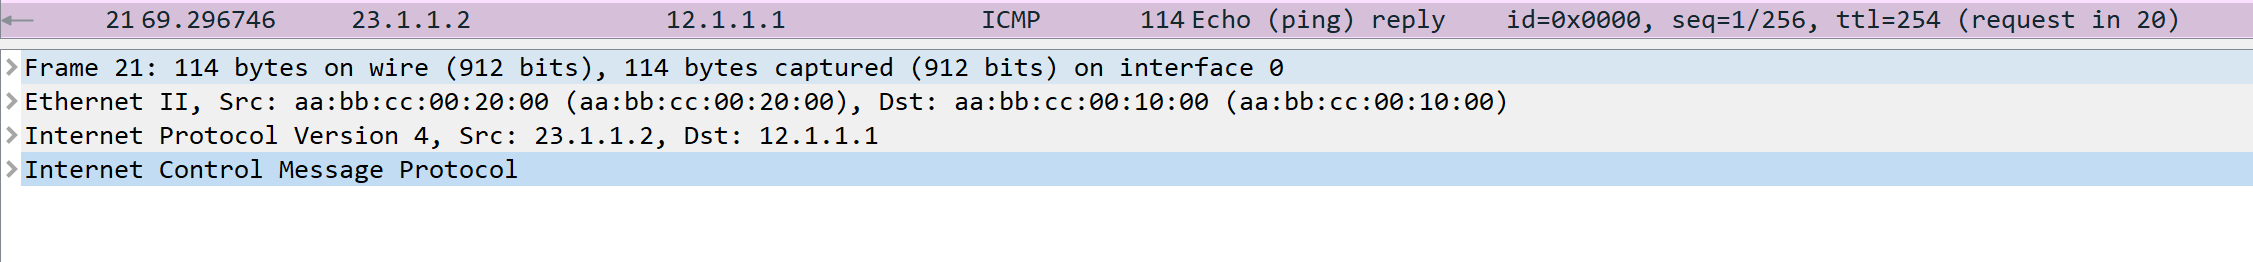 21 69.296746 23.1.1.2 12.1.1.1 ICMP 114 Echo (ping) reply id=0x0000, seq=1/256, ttl=254 (request in 20)
Frame 21: 114 bytes on wire (912 bits), 114 bytes captured (912 bits) on interface 0
Ethernet II, Src: aa:bb:cc:00:20:00 (aa:bb:cc:00:20:00), Dst: aa:bb:cc:00:10:00 (aa:bb:cc:00:10:00)
Internet Protocol Version 4, Src: 23.1.1.2, Dst: 12.1.1.1
Internet Control Message Protocol